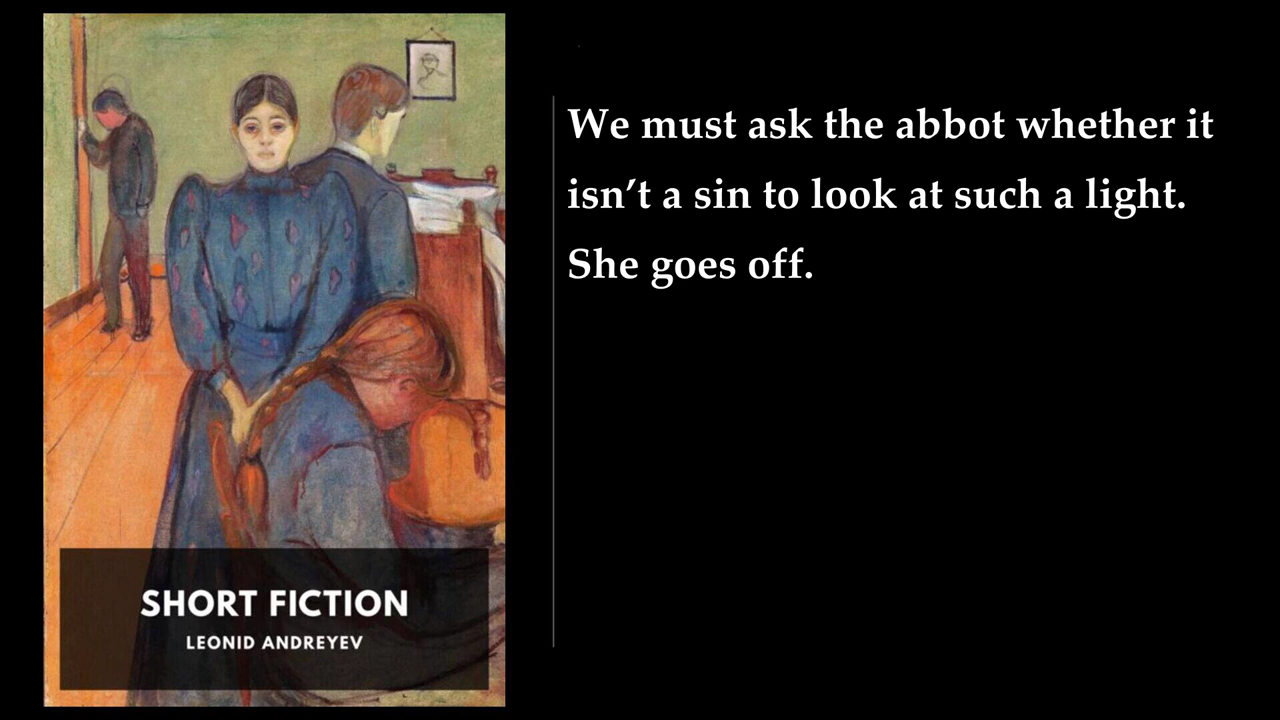 We must ask the abbot whether it
isn’t a sin to look at such a light.
She goes off.
SHORT FICTION
LEONID ANDREYEV